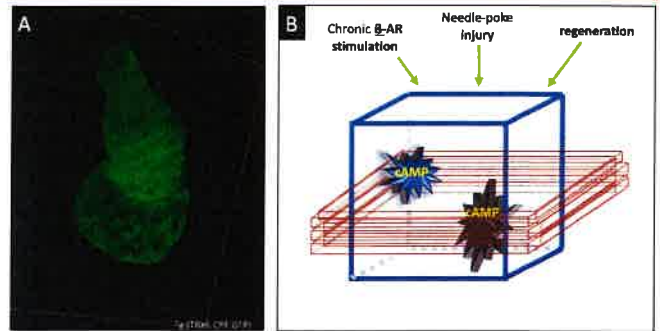 A
B
Chronic β-AR
stimulation
Needle-poke
injury
regeneration
cAMP
cAMP